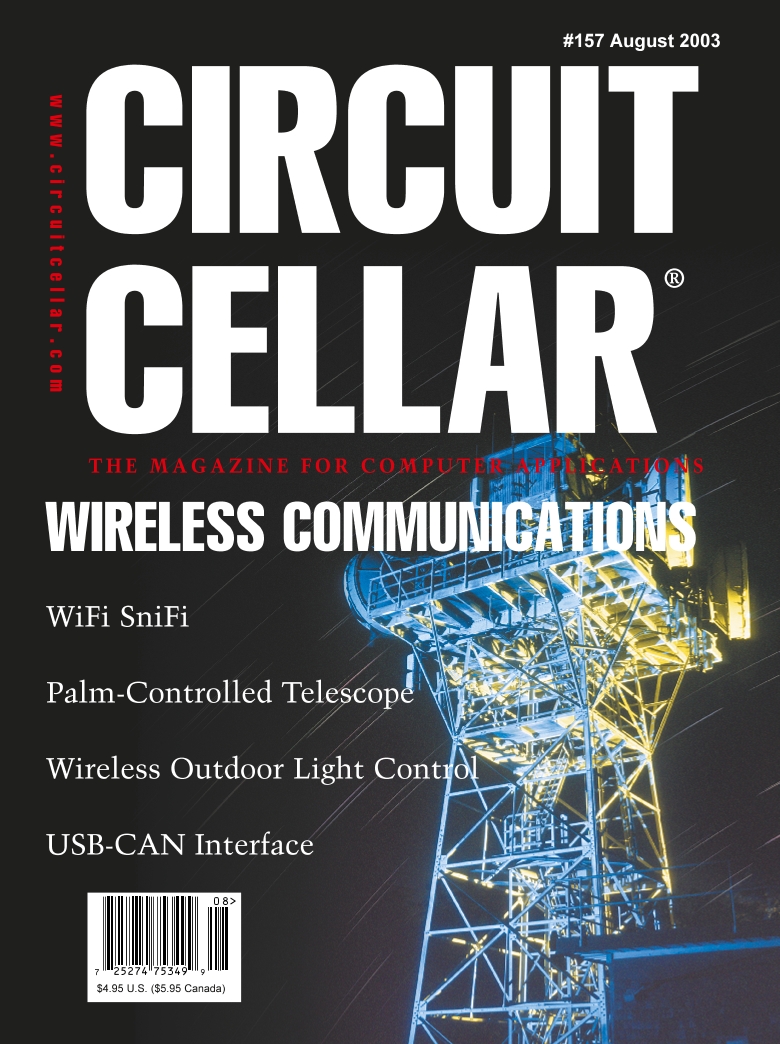 #157 August 2003
www.circuitcellar.com
CIRCUIT
CELLAR®
THE MAGAZINE FOR COMPUTER APPLICATIONS
WIRELESS COMMUNICATIONS
WiFi SniFi
Palm-Controlled Telescope
Wireless Outdoor Light Control
USB-CAN Interface
08>
7 25274 75349 9
$4.95 U.S. ($5.95 Canada)